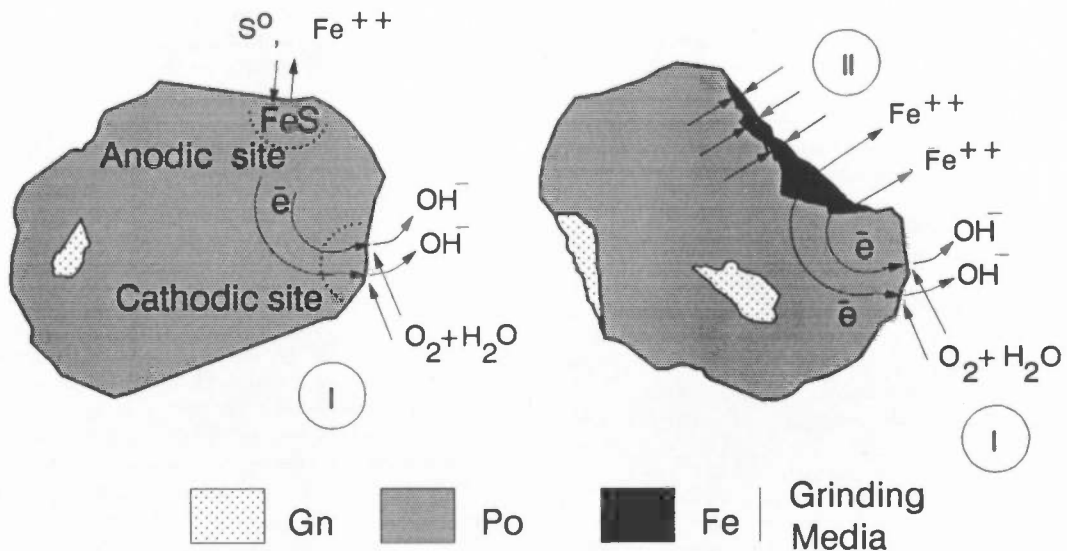 S⁰, Fe⁺⁺
FeS
Anodic site
ē
OH⁻
OH⁻
Cathodic site
O₂+H₂O
I
II
Fe⁺⁺
Fe⁺⁺
OH⁻
ē
OH⁻
ē
O₂+H₂O
I
Gn
Po
Fe
Grinding
Media